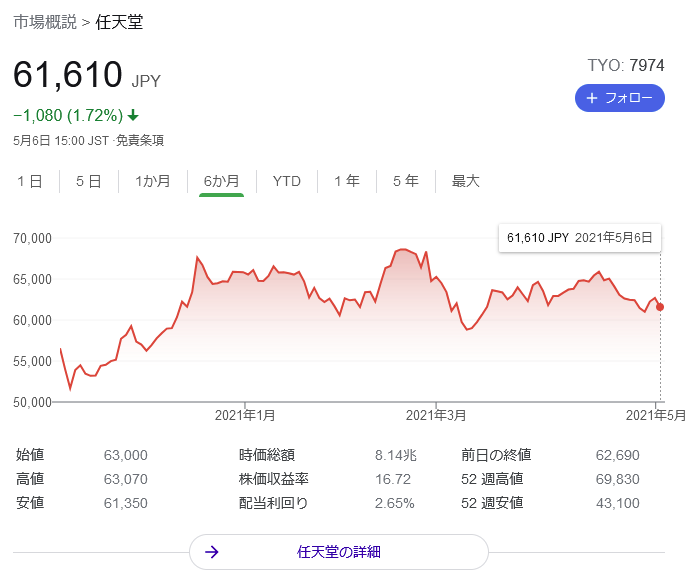 市場概説 > 任天堂
61,610 JPY
TYO: 7974
−1,080 (1.72%)
+ フォロー
5月6日 15:00 JST ·免責条項
1 日 5 日 1か月 6か月 YTD 1 年 5 年 最大
61,610 JPY 2021年5月6日
70,000
65,000
60,000
55,000
50,000
2021年1月 2021年3月 2021年5月
始値 63,000 時価総額 8.14兆 前日の終値 62,690
高値 63,070 株価収益率 16.72 52 週高値 69,830
安値 61,350 配当利回り 2.65% 52 週安値 43,100
任天堂の詳細